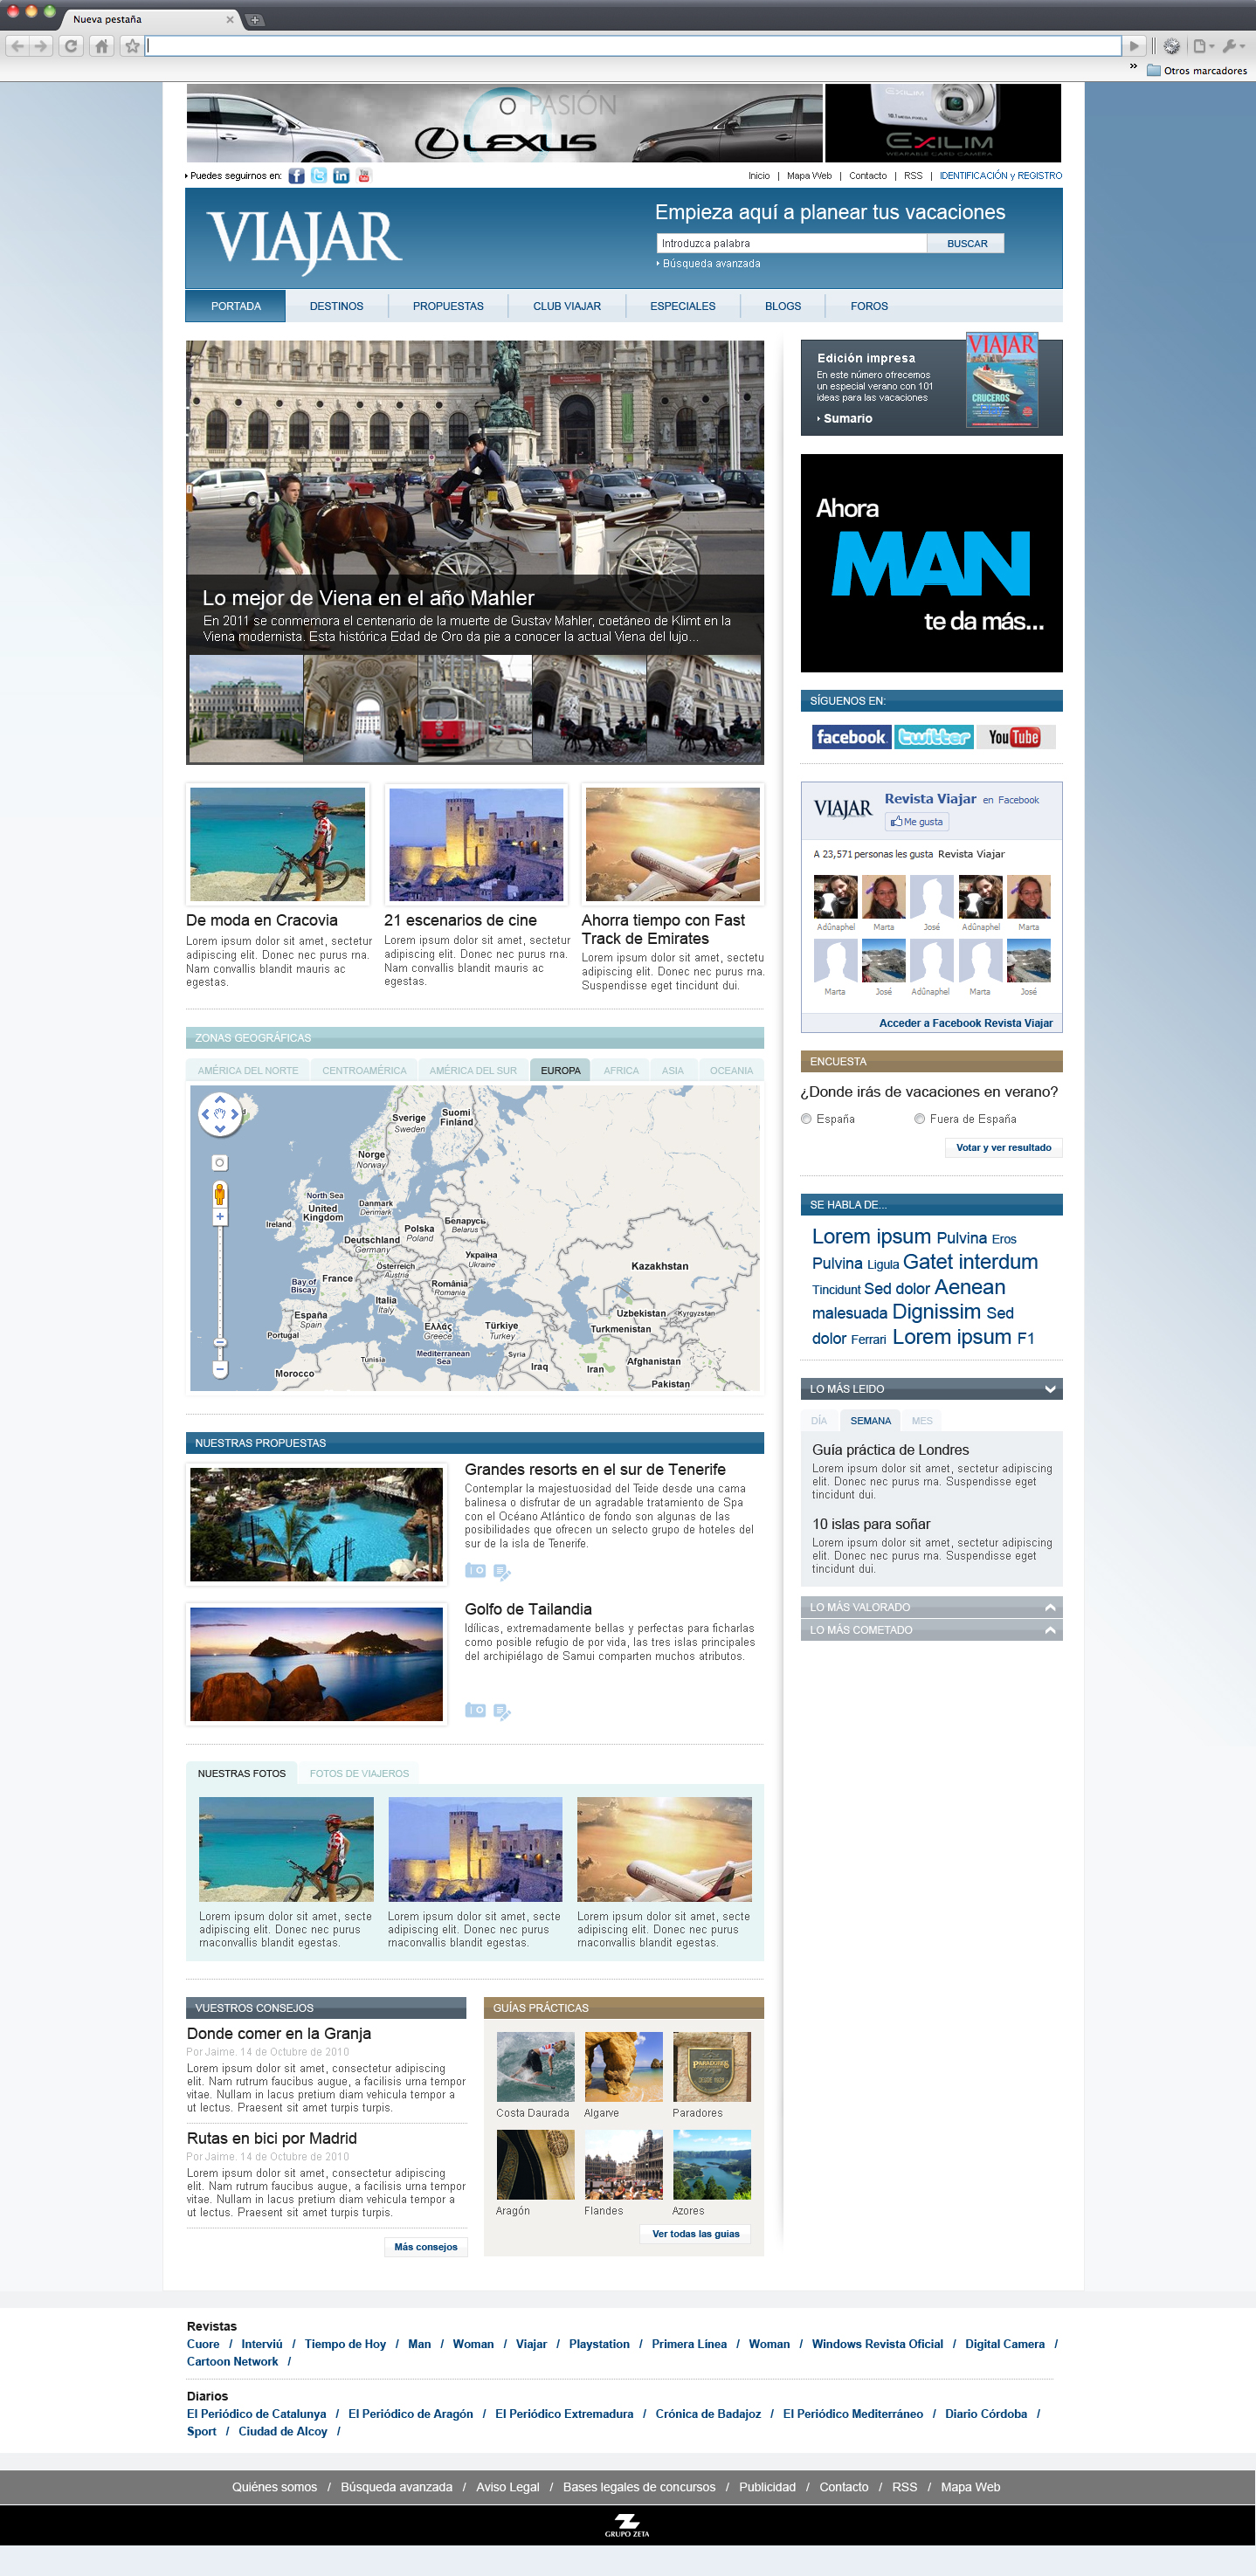 Nueva pestaña
»
Otros marcadores
O PASIÓN
LEXUS
EXILIM
WEARABLE CARD CAMERA
Puedes seguirnos en:
Inicio | Mapa Web | Contacto | RSS | IDENTIFICACIÓN y REGISTRO
VIAJAR
Empieza aquí a planear tus vacaciones
Introduzca palabra
BUSCAR
Búsqueda avanzada
PORTADA
DESTINOS
PROPUESTAS
CLUB VIAJAR
ESPECIALES
BLOGS
FOROS
Lo mejor de Viena en el año Mahler
En 2011 se conmemora el centenario de la muerte de Gustav Mahler, coetáneo de Klimt en la
Viena modernista. Esta histórica Edad de Oro da pie a conocer la actual Viena del lujo...
De moda en Cracovia
Lorem ipsum dolor sit amet, sectetur
adipiscing elit. Donec nec purus rna.
Nam convallis blandit mauris ac
egestas.
21 escenarios de cine
Lorem ipsum dolor sit amet, sectetur
adipiscing elit. Donec nec purus rna.
Nam convallis blandit mauris ac
egestas.
Ahorra tiempo con Fast
Track de Emirates
Lorem ipsum dolor sit amet, sectetu
adipiscing elit. Donec nec purus rna.
Suspendisse eget tincidunt dui.
ZONAS GEOGRÁFICAS
AMÉRICA DEL NORTE
CENTROAMÉRICA
AMÉRICA DEL SUR
EUROPA
AFRICA
ASIA
OCEANIA
Suomi
Finland
Sverige
Sweden
Norge
Norway
North Sea
United
Kingdom
Ireland
Danmark
Denmark
Беларусь
Belarus
Polska
Poland
Deutschland
Germany
Україна
Ukraine
Österreich
Austria
Kazakhstan
Bay of
Biscay
France
România
Romania
Italia
Italy
España
Spain
Portugal
Ελλάς
Greece
Türkiye
Turkey
Uzbekistan
Kyrgyzstan
Turkmenistan
Mediterranean
Sea
Tunisia
Syria
Iraq
Iran
Afghanistan
Pakistan
Morocco
NUESTRAS PROPUESTAS
Grandes resorts en el sur de Tenerife
Contemplar la majestuosidad del Teide desde una cama
balinesa o disfrutar de un agradable tratamiento de Spa
con el Océano Atlántico de fondo son algunas de las
posibilidades que ofrecen un selecto grupo de hoteles del
sur de la isla de Tenerife.
Golfo de Tailandia
Idílicas, extremadamente bellas y perfectas para ficharlas
como posible refugio de por vida, las tres islas principales
del archipiélago de Samui comparten muchos atributos.
NUESTRAS FOTOS
FOTOS DE VIAJEROS
Lorem ipsum dolor sit amet, secte
adipiscing elit. Donec nec purus
rnaconvallis blandit egestas.
Lorem ipsum dolor sit amet, secte
adipiscing elit. Donec nec purus
rnaconvallis blandit egestas.
Lorem ipsum dolor sit amet, secte
adipiscing elit. Donec nec purus
rnaconvallis blandit egestas.
VUESTROS CONSEJOS
Donde comer en la Granja
Por Jaime. 14 de Octubre de 2010
Lorem ipsum dolor sit amet, consectetur adipiscing
elit. Nam rutrum faucibus augue, a facilisis urna tempor
vitae. Nullam in lacus pretium diam vehicula tempor a
ut lectus. Praesent sit amet turpis turpis.
Rutas en bici por Madrid
Por Jaime. 14 de Octubre de 2010
Lorem ipsum dolor sit amet, consectetur adipiscing
elit. Nam rutrum faucibus augue, a facilisis urna tempor
vitae. Nullam in lacus pretium diam vehicula tempor a
ut lectus. Praesent sit amet turpis turpis.
Más consejos
GUÍAS PRÁCTICAS
PARADORES
Costa Daurada
Algarve
Paradores
Aragón
Flandes
Azores
Ver todas las guias
Edición impresa
En este número ofrecemos
un especial verano con 101
ideas para las vacaciones
Sumario
VIAJAR
CRUCEROS
Ahora
MAN
te da más...
SÍGUENOS EN:
facebook
twitter
YouTube
VIAJAR
Revista Viajar en Facebook
Me gusta
A 23,571 personas les gusta Revista Viajar
Adûnaphel Marta José Adûnaphel Marta
Marta José Adûnaphel Marta José
Acceder a Facebook Revista Viajar
ENCUESTA
¿Donde irás de vacaciones en verano?
España
Fuera de España
Votar y ver resultado
SE HABLA DE...
Lorem ipsum Pulvina Eros
Pulvina Ligula Gatet interdum
Tincidunt Sed dolor Aenean
malesuada Dignissim Sed
dolor Ferrari Lorem ipsum F1
LO MÁS LEIDO
DÍA
SEMANA
MES
Guía práctica de Londres
Lorem ipsum dolor sit amet, sectetur adipiscing
elit. Donec nec purus rna. Suspendisse eget
tincidunt dui.
10 islas para soñar
Lorem ipsum dolor sit amet, sectetur adipiscing
elit. Donec nec purus rna. Suspendisse eget
tincidunt dui.
LO MÁS VALORADO
LO MÁS COMETADO
Revistas
Cuore / Interviú / Tiempo de Hoy / Man / Woman / Viajar / Playstation / Primera Línea / Woman / Windows Revista Oficial / Digital Camera /
Cartoon Network /
Diarios
El Periódico de Catalunya / El Periódico de Aragón / El Periódico Extremadura / Crónica de Badajoz / El Periódico Mediterráneo / Diario Córdoba /
Sport / Ciudad de Alcoy /
Quiénes somos / Búsqueda avanzada / Aviso Legal / Bases legales de concursos / Publicidad / Contacto / RSS / Mapa Web
GRUPO ZETA